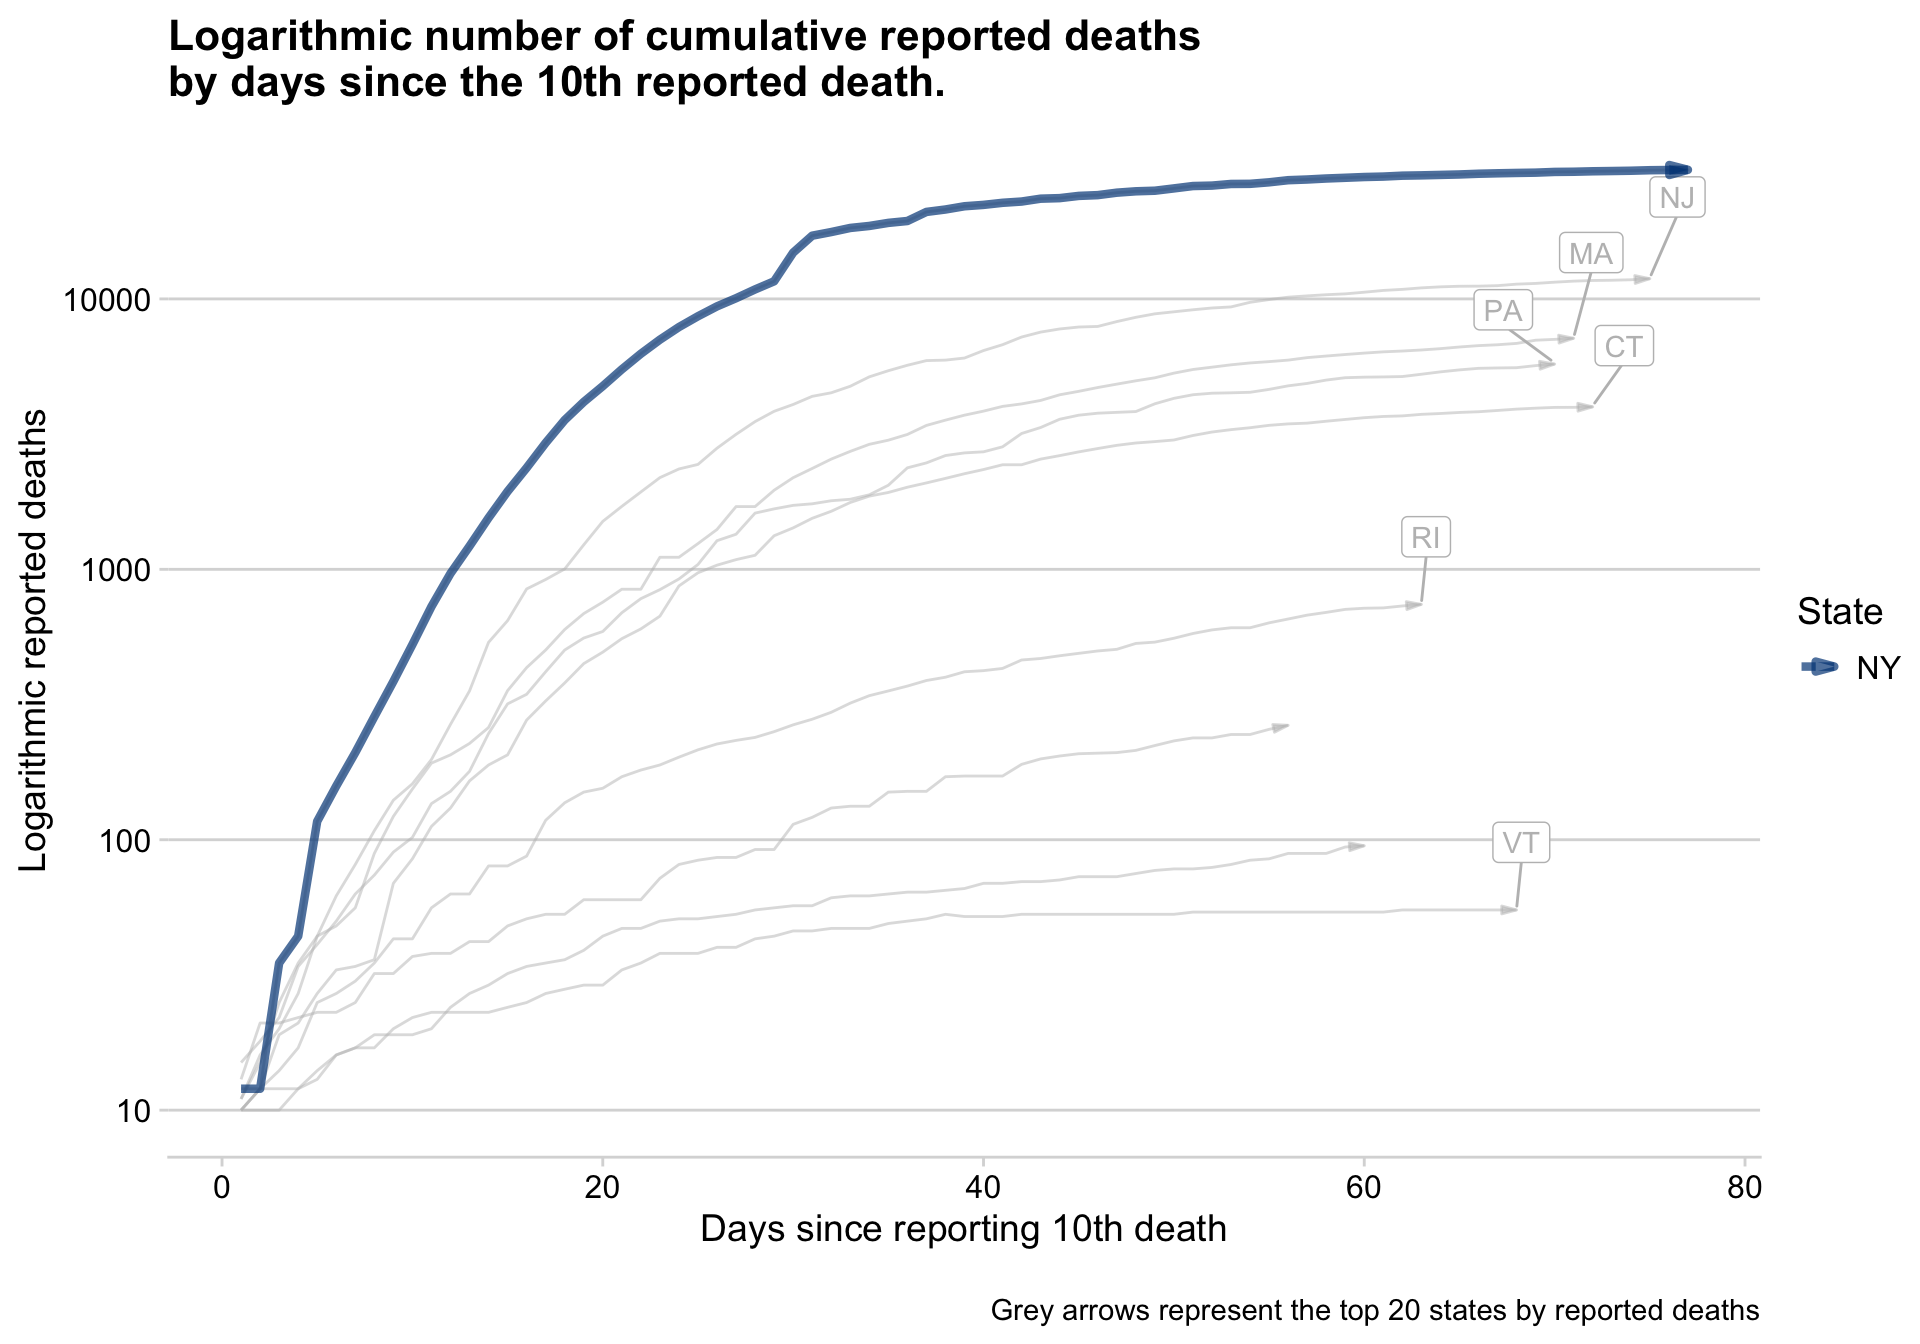 Logarithmic number of cumulative reported deaths
by days since the 10th reported death.
NJ
MA
PA
CT
RI
VT
10000
1000
100
10
Logarithmic reported deaths
0 20 40 60 80
Days since reporting 10th death
State
NY
Grey arrows represent the top 20 states by reported deaths